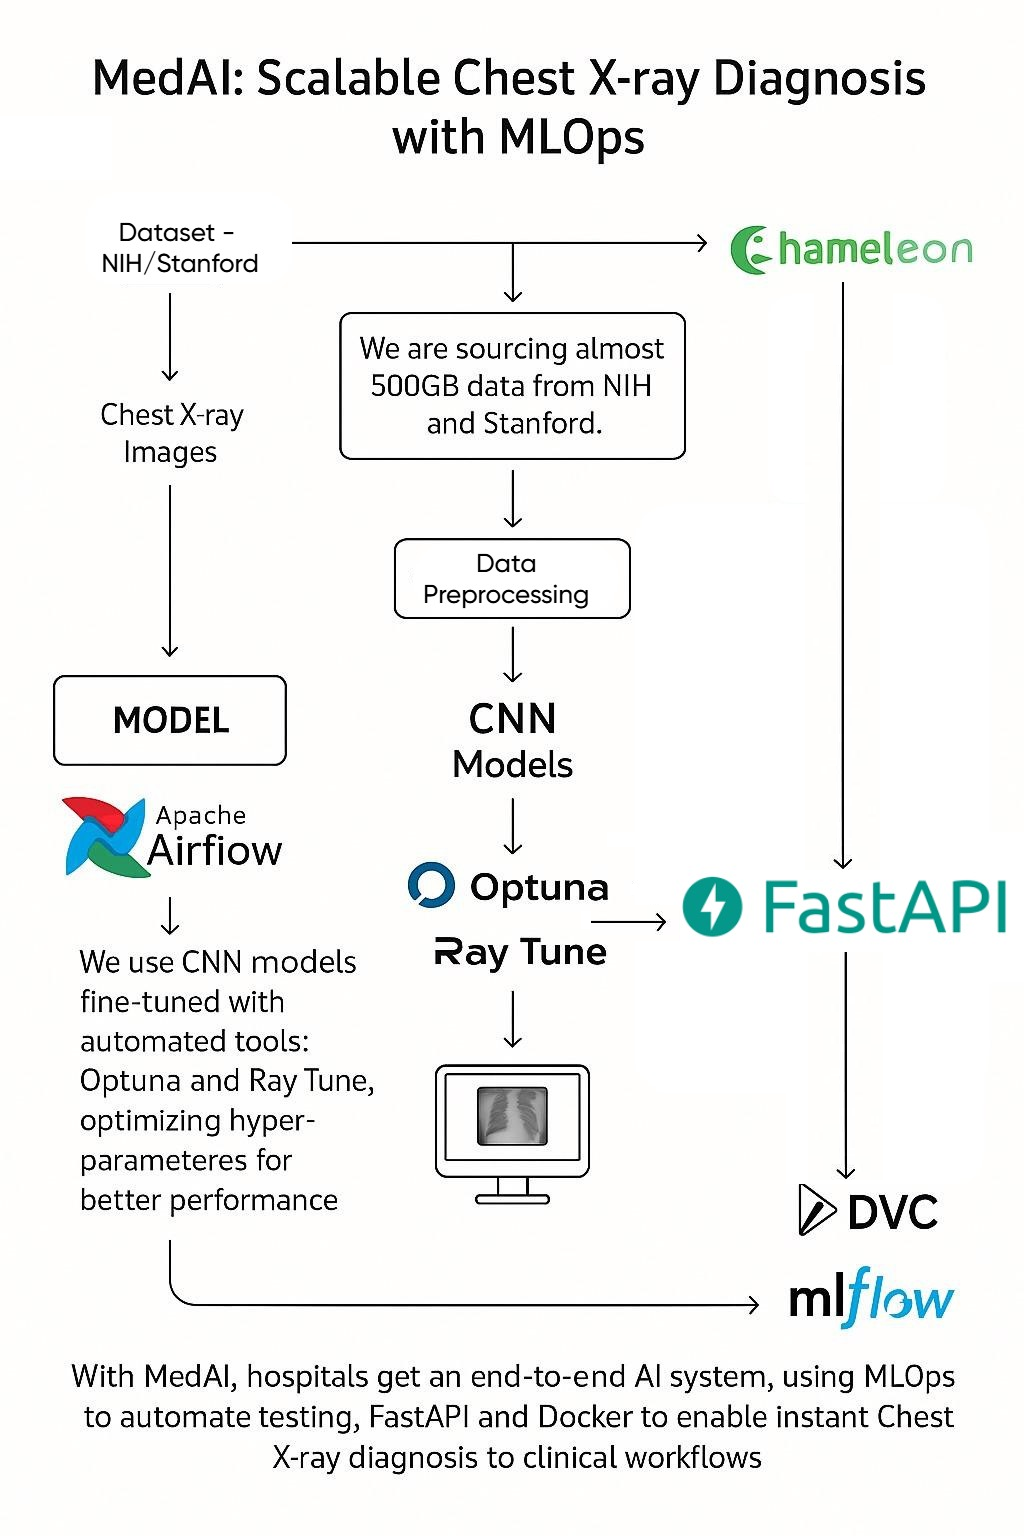 MedAI: Scalable Chest X-ray Diagnosis
with MLOps
Dataset -
NIH/Stanford
hameleon
We are sourcing almost
500GB data from NIH
and Stanford.
Chest X-ray
Images
Data
Preprocessing
MODEL
CNN
Models
Apache
Airfiow
Optuna
Ray Tune
FastAPI
We use CNN models
fine-tuned with
automated tools:
Optuna and Ray Tune,
optimizing hyper-
parameteres for
better performance
DVC
mlflow
With MedAI, hospitals get an end-to-end AI system, using MLOps
to automate testing, FastAPI and Docker to enable instant Chest
X-ray diagnosis to clinical workflows